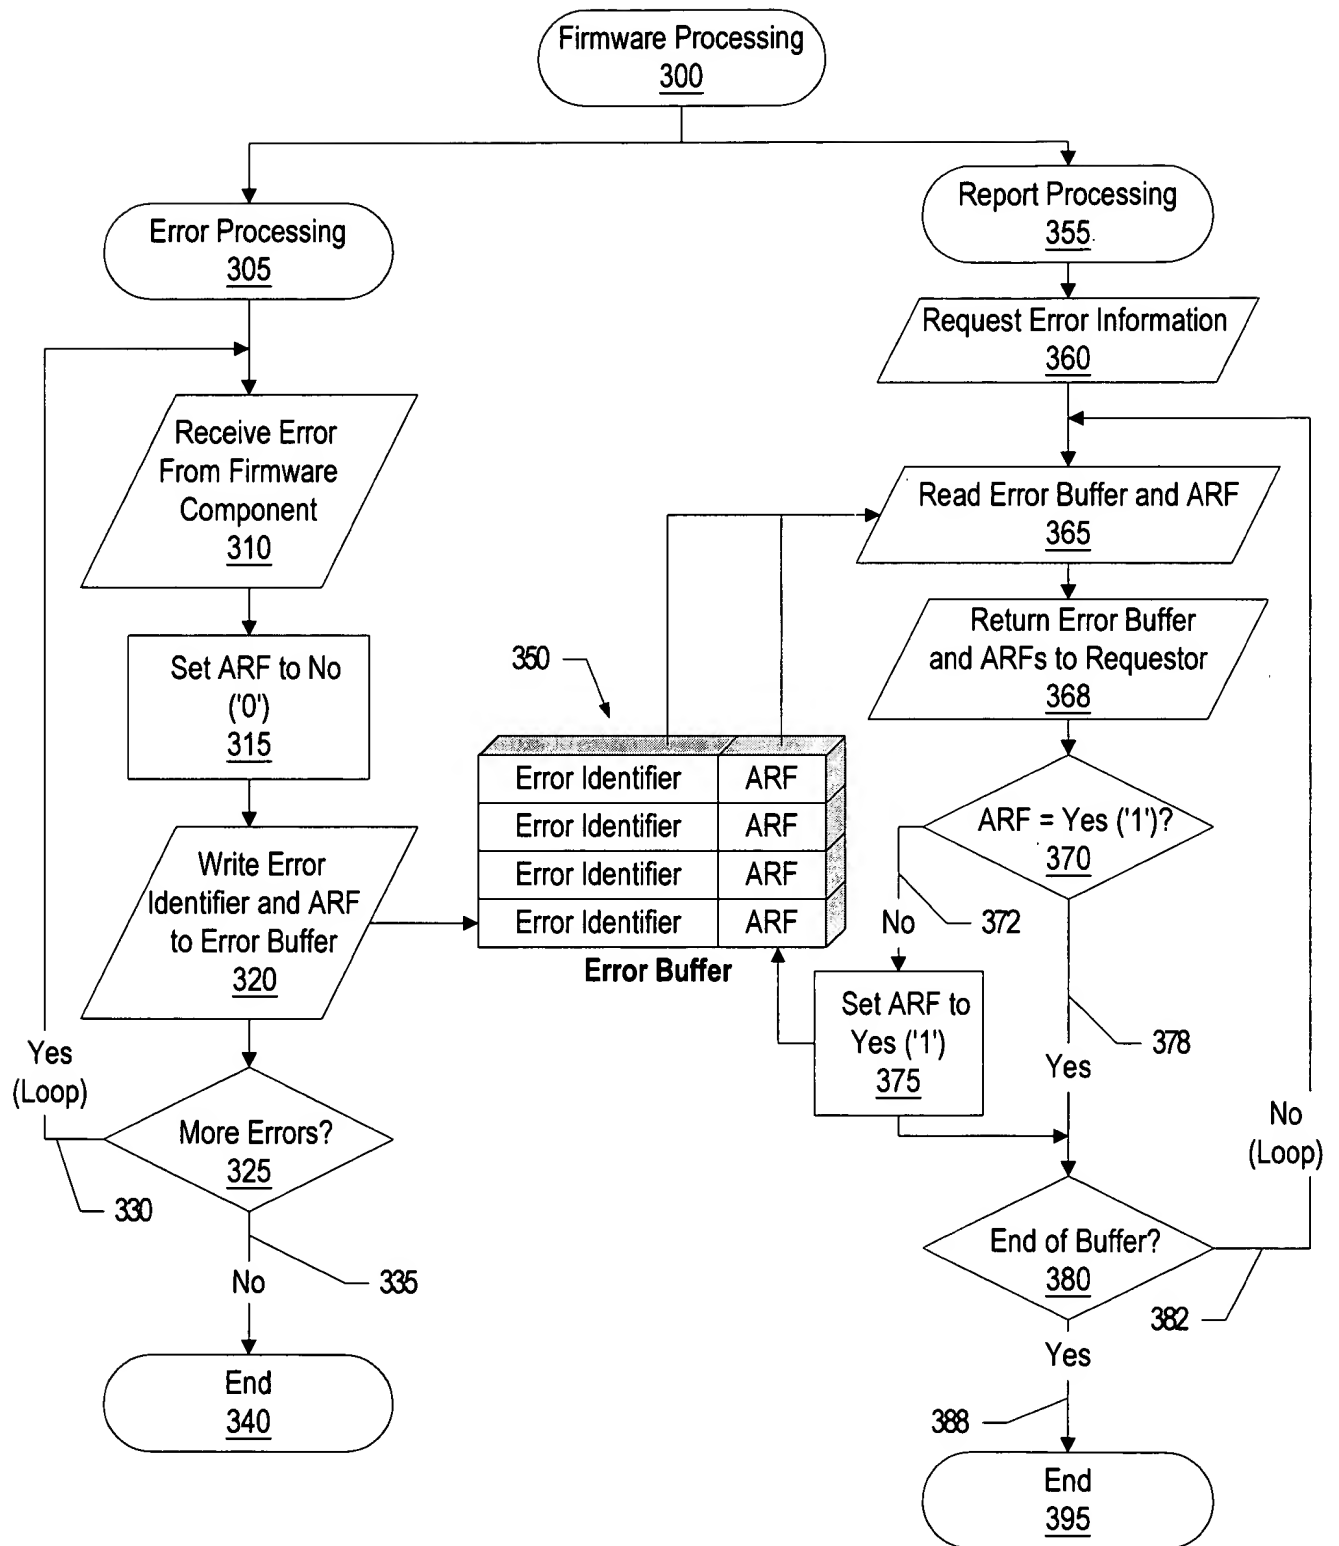 Firmware Processing
300
Error Processing
305
Receive Error
From Firmware
Component
310
Set ARF to No
('0')
315
Write Error
Identifier and ARF
to Error Buffer
320
Yes
(Loop)
More Errors?
325
330
335
No
End
340
350
Error Identifier
ARF
Error Identifier
ARF
Error Identifier
ARF
Error Identifier
ARF
Error Buffer
Report Processing
355
Request Error Information
360
Read Error Buffer and ARF
365
Return Error Buffer
and ARFs to Requestor
368
ARF = Yes ('1')?
370
372
No
Set ARF to
Yes ('1')
375
378
Yes
No
(Loop)
End of Buffer?
380
382
Yes
388
End
395